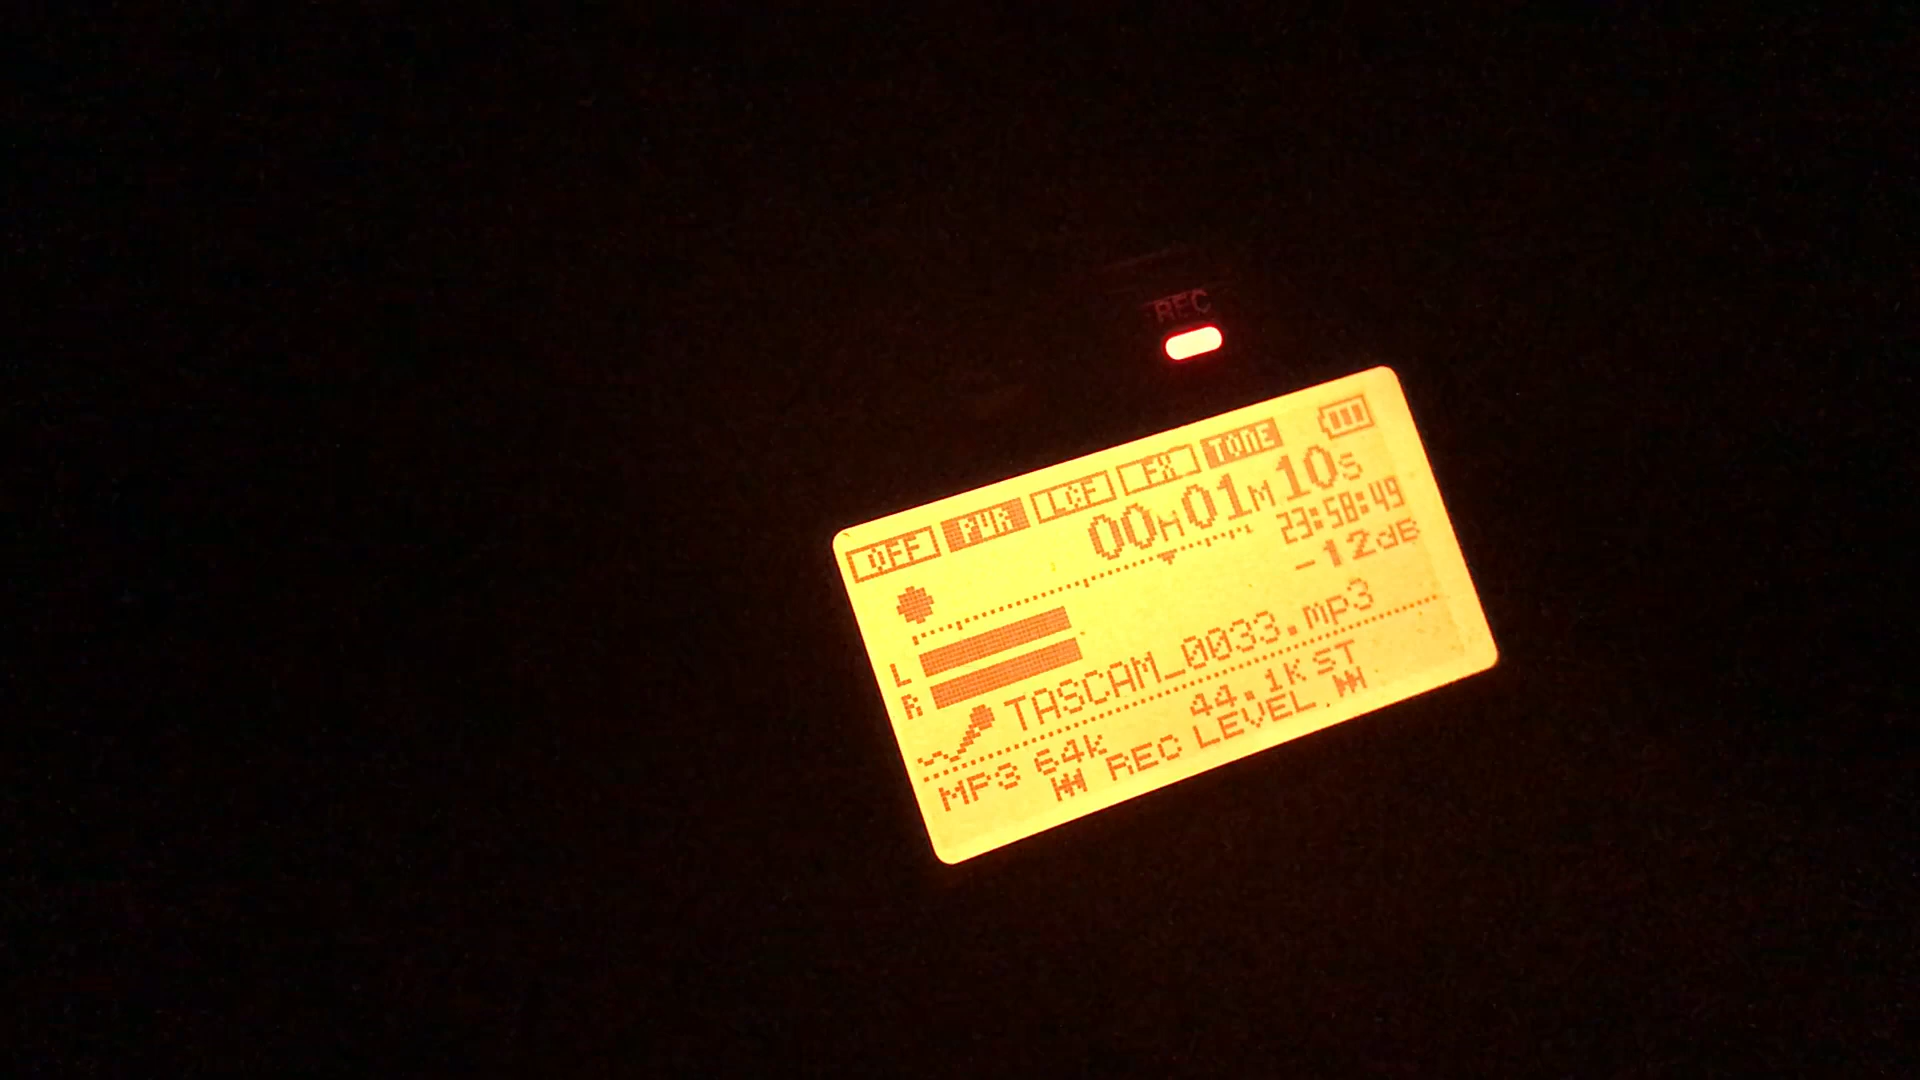 REC
OFF PWR LCF FX TONE
00H01M10S
23:58:49
-12dB
L
R
TASCAM_0033.mp3
MP3 64k 44.1K ST
REC LEVEL